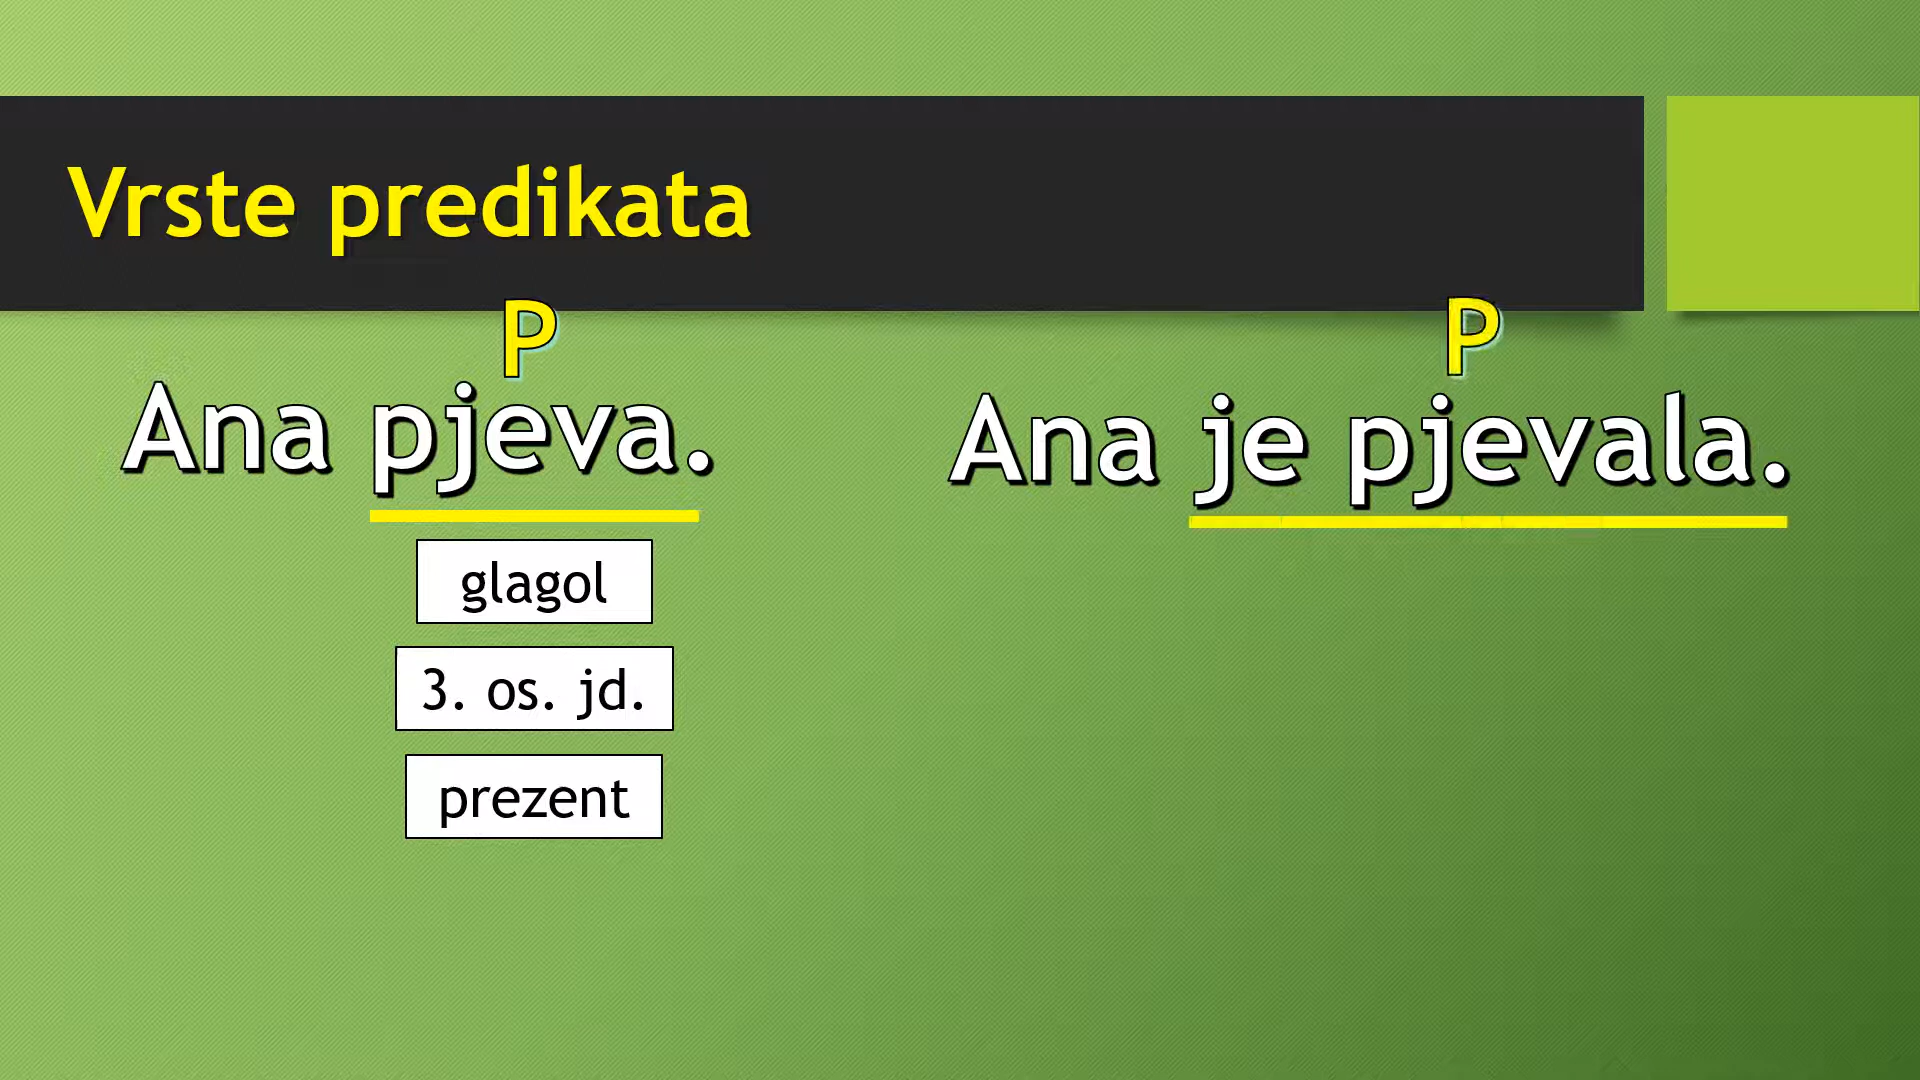 Vrste predikata
P
Ana pjeva.
glagol
3. os. jd.
prezent
P
Ana je pjevala.